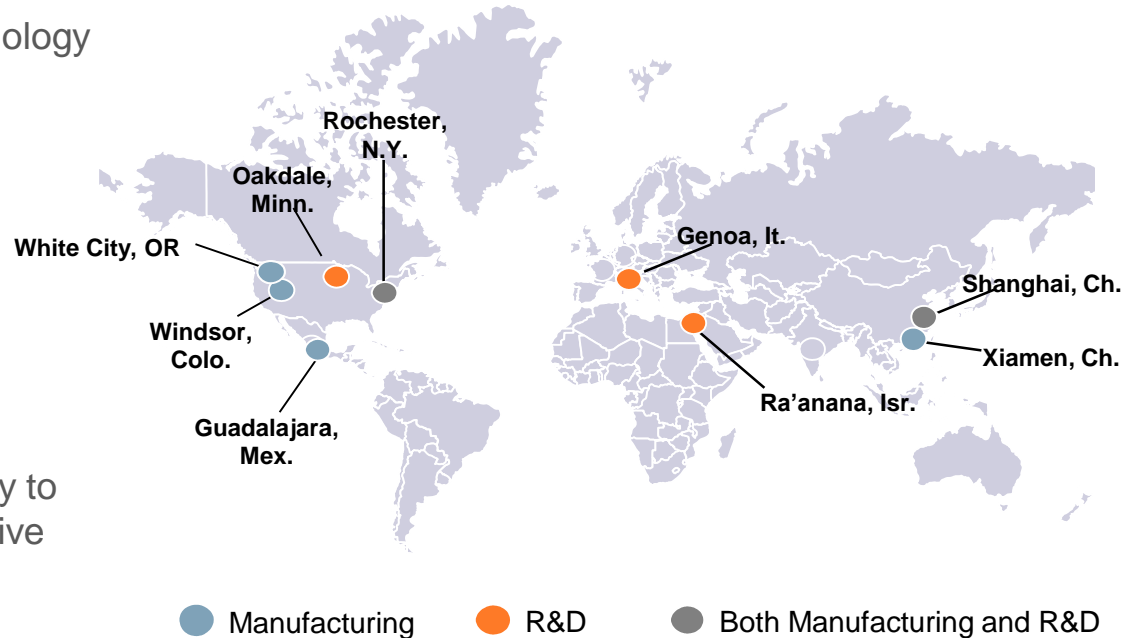 ology
Rochester,
N.Y.
Oakdale,
Minn.
White City, OR
Genoa, It.
Shanghai, Ch.
Windsor,
Colo.
Xiamen, Ch.
Ra’anana, Isr.
Guadalajara,
Mex.
y to
ive
Manufacturing
R&D
Both Manufacturing and R&D